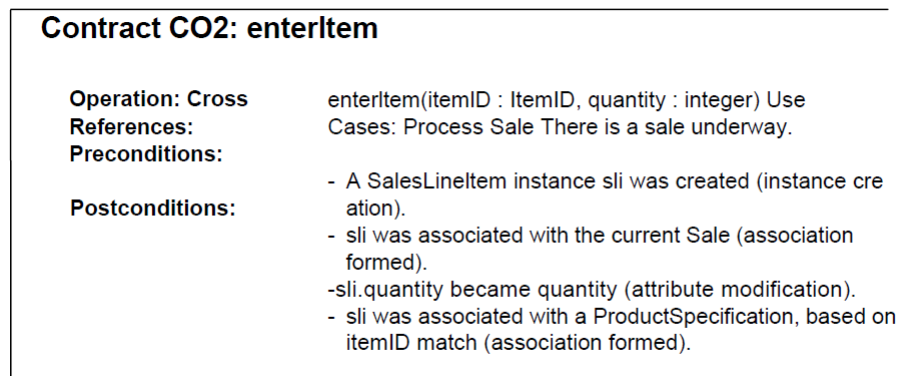 Contract CO2: enterItem
Operation: Cross
References:
Preconditions:
Postconditions:
enterItem(itemID : ItemID, quantity : integer) Use
Cases: Process Sale There is a sale underway.
- A SalesLineItem instance sli was created (instance cre
ation).
- sli was associated with the current Sale (association
formed).
-sli.quantity became quantity (attribute modification).
- sli was associated with a ProductSpecification, based on
itemID match (association formed).